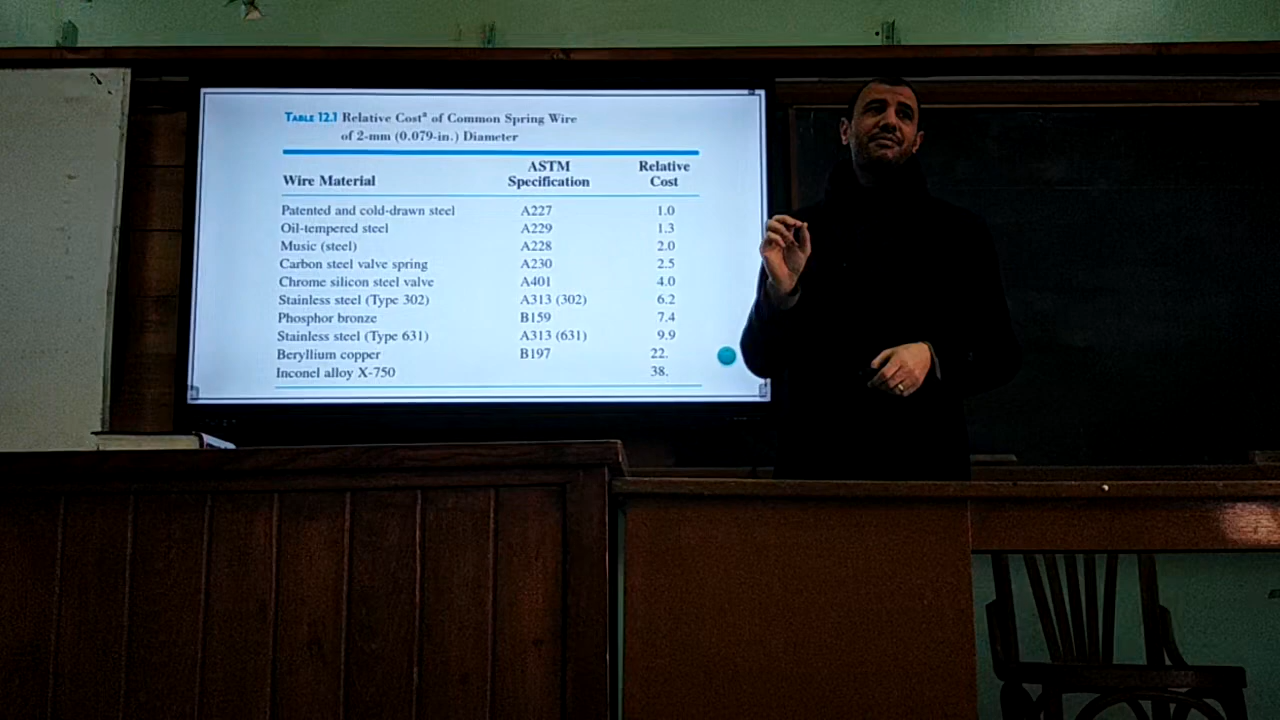 TABLE 12.1 Relative Costª of Common Spring Wire
of 2-mm (0.079-in.) Diameter
Wire Material ASTM Specification Relative Cost
Patented and cold-drawn steel A227 1.0
Oil-tempered steel A229 1.3
Music (steel) A228 2.0
Carbon steel valve spring A230 2.5
Chrome silicon steel valve A401 4.0
Stainless steel (Type 302) A313 (302) 6.2
Phosphor bronze B159 7.4
Stainless steel (Type 631) A313 (631) 9.9
Beryllium copper B197 22.
Inconel alloy X-750 38.